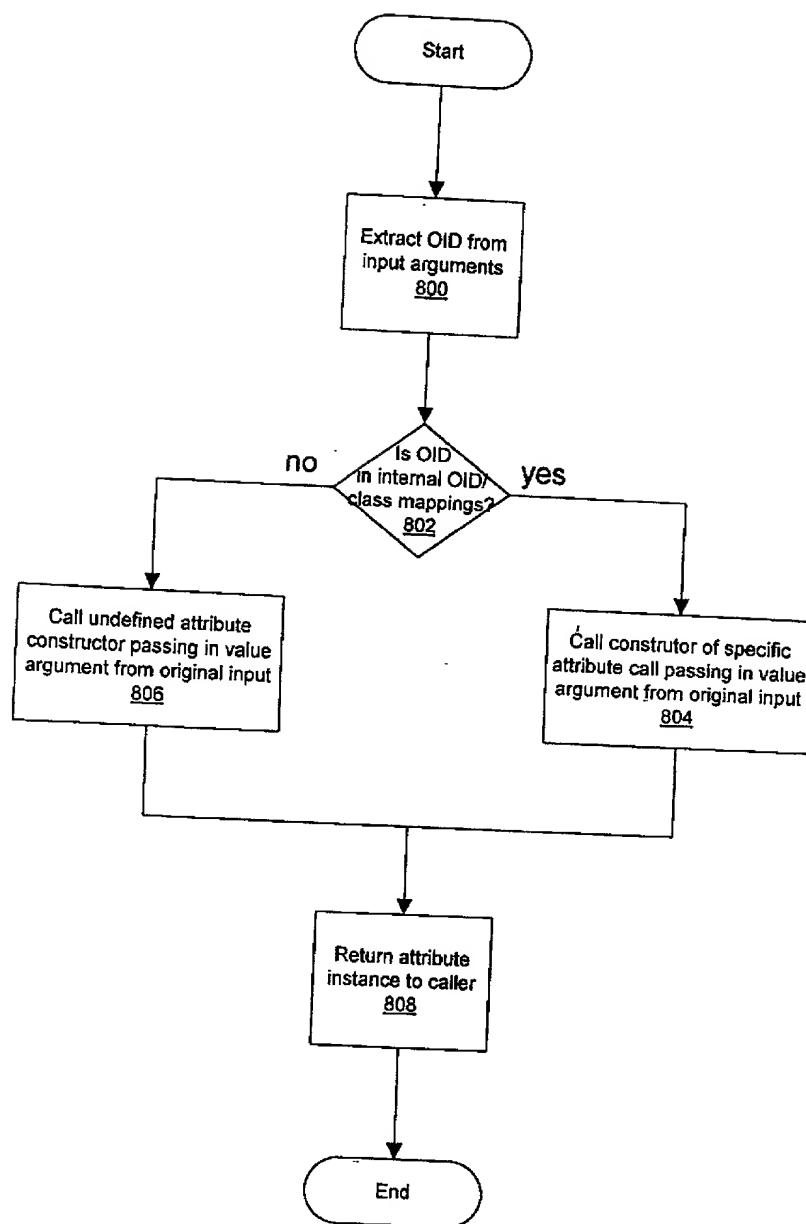 Start
Extract OID from
input arguments
800
Is OID
in internal OID/
class mappings?
802
no
yes
Call undefined attribute
constructor passing in value
argument from original input
806
Call construtor of specific
attribute call passing in value
argument from original input
804
Return attribute
instance to caller
808
End